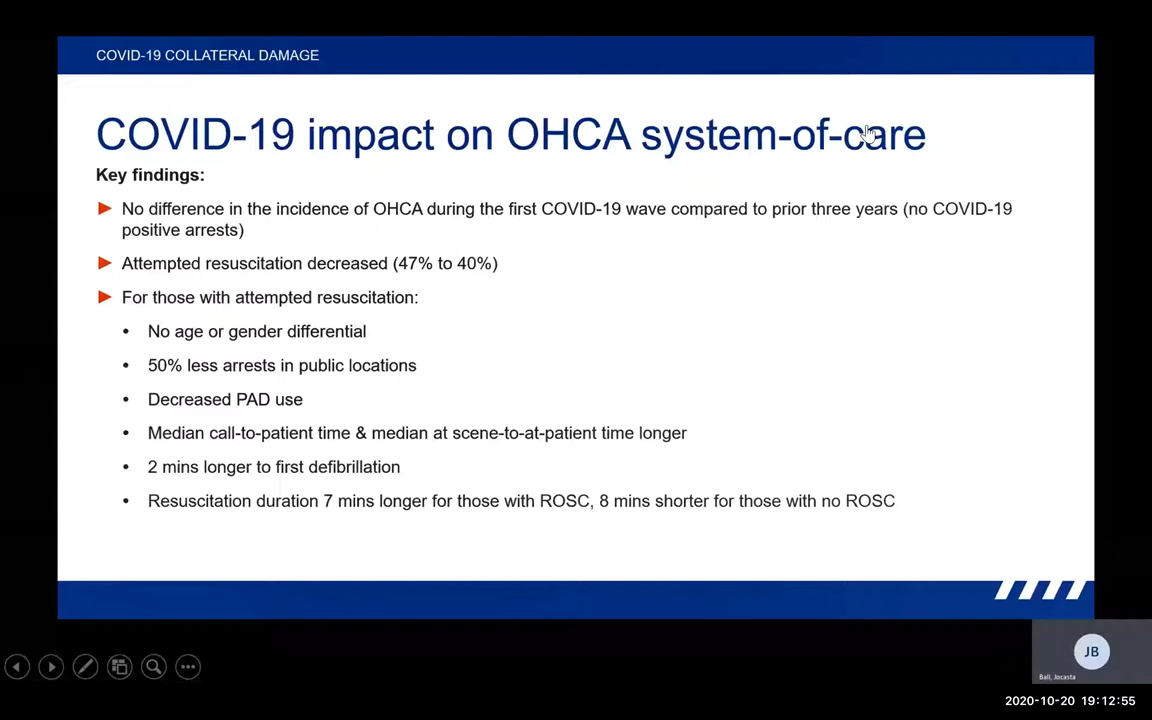 COVID-19 COLLATERAL DAMAGE
COVID-19 impact on OHCA system-of-care
Key findings:
No difference in the incidence of OHCA during the first COVID-19 wave compared to prior three years (no COVID-19
positive arrests)
Attempted resuscitation decreased (47% to 40%)
For those with attempted resuscitation:
• No age or gender differential
• 50% less arrests in public locations
• Decreased PAD use
• Median call-to-patient time & median at scene-to-at-patient time longer
• 2 mins longer to first defibrillation
• Resuscitation duration 7 mins longer for those with ROSC, 8 mins shorter for those with no ROSC
JB
Ball, Jocasta
2020-10-20 19:12:55